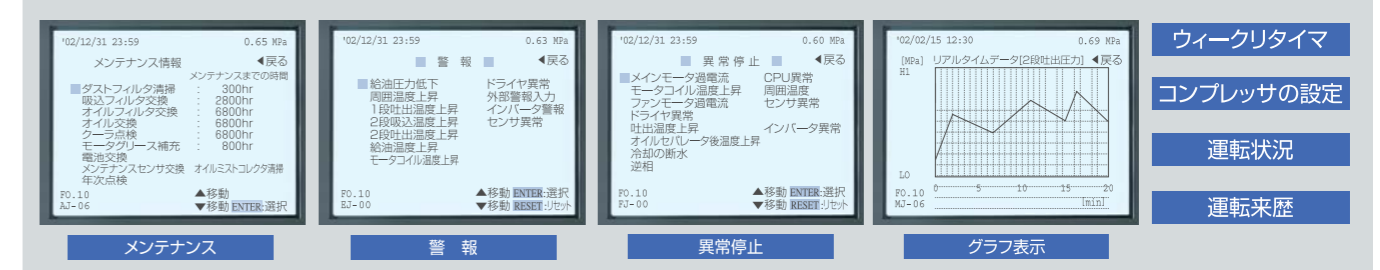 '02/12/31 23:59 0.65 MPa
メンテナンス情報 ◀戻る
メンテナンスまでの時間
ダストフィルタ清掃 : 300hr
吸込フィルタ交換 : 2800hr
オイルフィルタ交換 : 6800hr
オイル交換 : 6800hr
クーラ点検 : 6800hr
モータグリース補充 : 800hr
電池交換
メンテナンスセンサ交換 オイルミストコレクタ清掃
年次点検
F0.10 ▲移動
AJ-06 ▼移動 ENTER:選択
メンテナンス
'02/12/31 23:59 0.63 MPa
警 報 ◀戻る
給油圧力低下 ドライヤ異常
周囲温度上昇 外部警報入力
1段吐出温度上昇 インバータ警報
2段吸込温度上昇 センサ異常
2段吐出温度上昇
給油温度上昇
モータコイル温度上昇
F0.10 ▲移動 ENTER:選択
EJ-00 ▼移動 RESET:リセット
警 報
'02/12/31 23:59 0.60 MPa
異常停止 ◀戻る
メインモータ過電流 CPU異常
モータコイル温度上昇 周囲温度
ファンモータ過電流 センサ異常
ドライヤ異常
吐出温度上昇 インバータ異常
オイルセパレータ後温度上昇
冷却の断水
逆相
F0.10 ▲移動 ENTER:選択
FJ-00 ▼移動 RESET:リセット
異常停止
'02/02/15 12:30 0.69 MPa
[MPa] リアルタイムデータ[2段吐出圧力] ◀戻る
H1
LO
F0.10 0 5 10 15 20
MJ-06 [min]
グラフ表示
ウィークリタイマ
コンプレッサの設定
運転状況
運転来歴